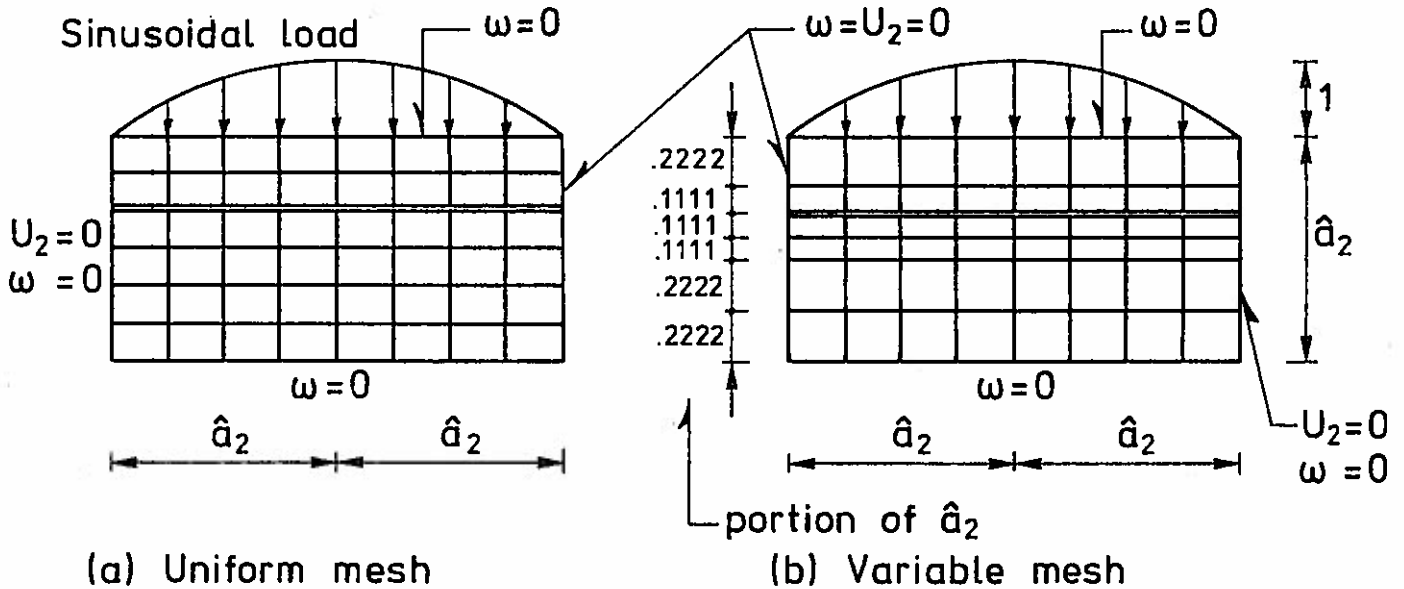 Sinusoidal load
ω=0
ω=U₂=0
ω=0
1
.2222
.1111
.1111
.1111
.2222
.2222
U₂=0
ω=0
â₂
ω=0
ω=0
â₂
â₂
â₂
â₂
U₂=0
ω=0
portion of â₂
(a) Uniform mesh
(b) Variable mesh